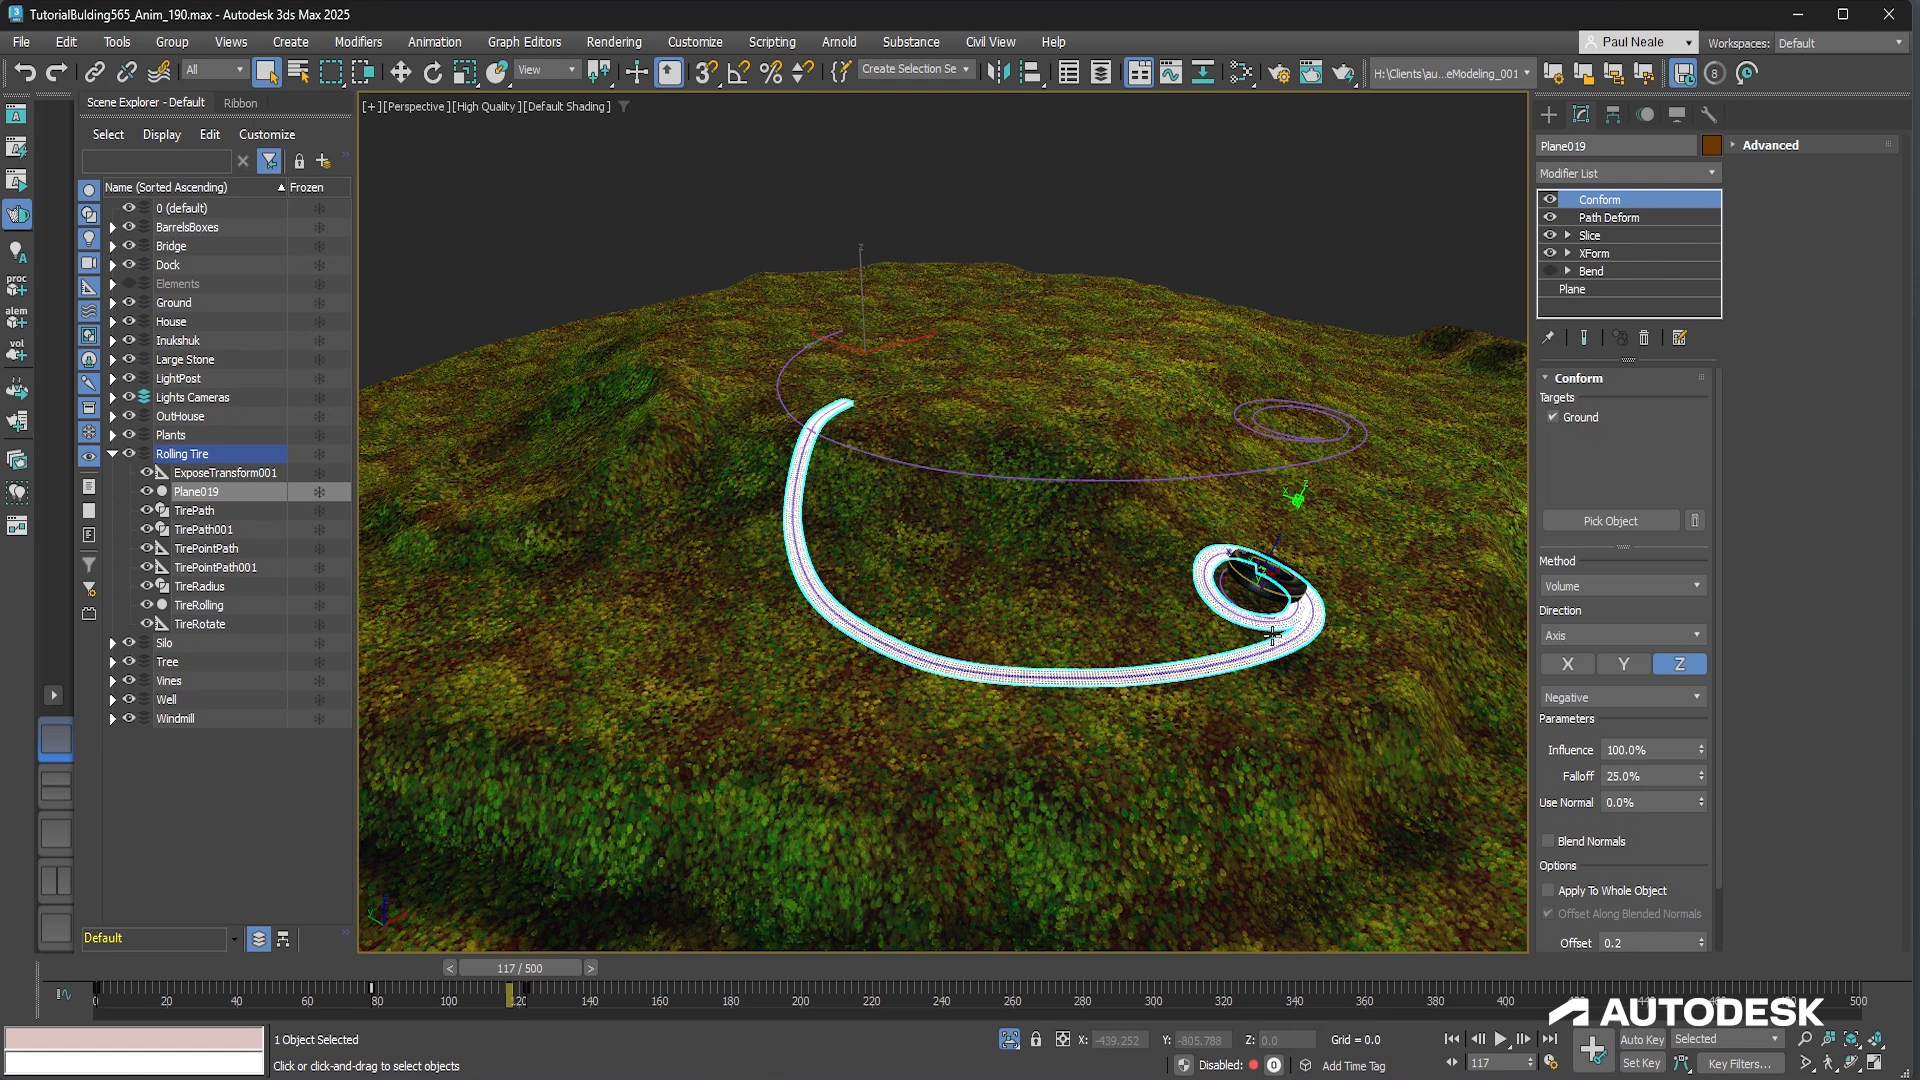 TutorialBulding565_Anim_190.max - Autodesk 3ds Max 2025
File Edit Tools Group Views Create Modifiers Animation Graph Editors Rendering Customize Scripting Arnold Substance Civil View Help
Paul Neale Workspaces: Default
All View Create Selection Se H:\Clients\au...eModeling_001 8
Scene Explorer - Default Ribbon
Select Display Edit Customize
Name (Sorted Ascending) Frozen
0 (default)
BarrelsBoxes
Bridge
Dock
Elements
Ground
House
Inukshuk
Large Stone
LightPost
Lights Cameras
OutHouse
Plants
Rolling Tire
ExposeTransform001
Plane019
TirePath
TirePath001
TirePointPath
TirePointPath001
TireRadius
TireRolling
TireRotate
Silo
Tree
Vines
Well
Windmill
proc
alem
vol
Default
[+][Perspective][High Quality][Default Shading]
Plane019
Modifier List
Conform
Path Deform
Slice
XForm
Bend
Plane
Advanced
Conform
Targets
Ground
Pick Object
Method
Volume
Direction
Axis
X Y Z
Negative
Parameters
Influence 100.0%
Falloff 25.0%
Use Normal 0.0%
Blend Normals
Options
Apply To Whole Object
Offset Along Blended Normals
Offset 0.2
< 117 / 500 >
0 20 40 60 80 100 120 140 160 180 200 220 240 260 280 300 320 340 360 380 400 500
AUTODESK
1 Object Selected
Click or click-and-drag to select objects
X: -439.252 Y: -805.788 Z: 0.0 Grid = 0.0
Disabled: 0 Add Time Tag
117
Auto Key Selected
Set Key Key Filters...